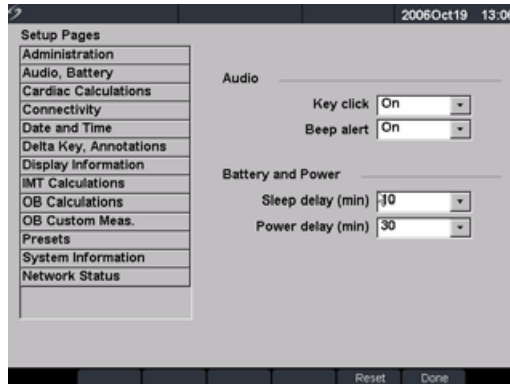 2006Oct19 13:06
Setup Pages
Administration
Audio, Battery
Cardiac Calculations
Connectivity
Date and Time
Delta Key, Annotations
Display Information
IMT Calculations
OB Calculations
OB Custom Meas.
Presets
System Information
Network Status
Audio
Key click On
Beep alert On
Battery and Power
Sleep delay (min) 10
Power delay (min) 30
Reset Done